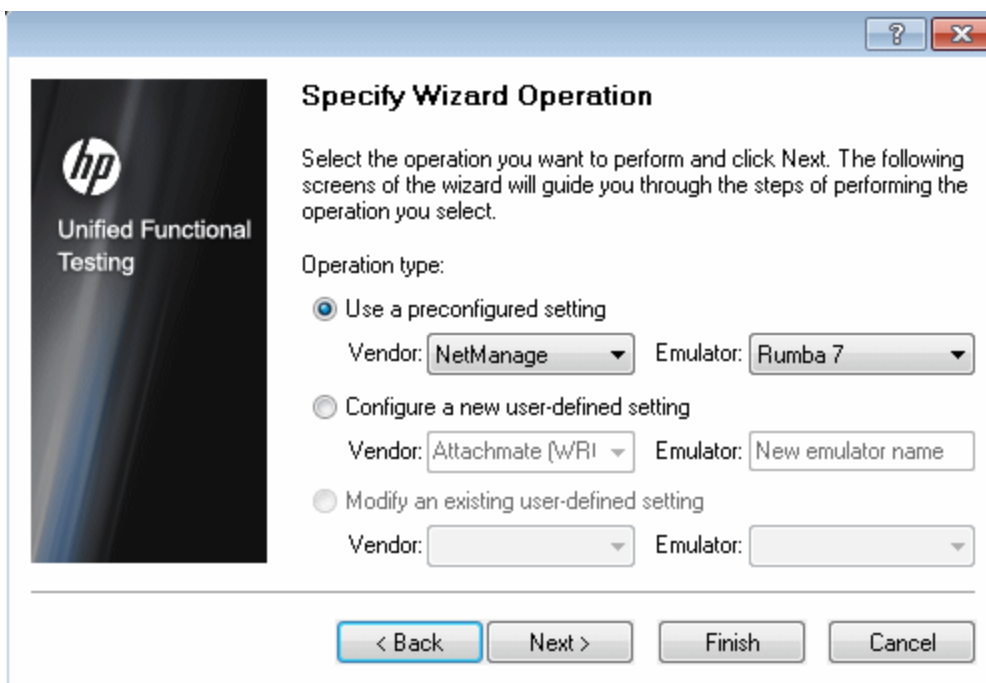 ?
hp
Unified Functional
Testing
Specify Wizard Operation
Select the operation you want to perform and click Next. The following
screens of the wizard will guide you through the steps of performing the
operation you select.
Operation type:
Use a preconfigured setting
Vendor: NetManage Emulator: Rumba 7
Configure a new user-defined setting
Vendor: Attachmate (WR Emulator: New emulator name
Modify an existing user-defined setting
Vendor: Emulator:
< Back Next > Finish Cancel